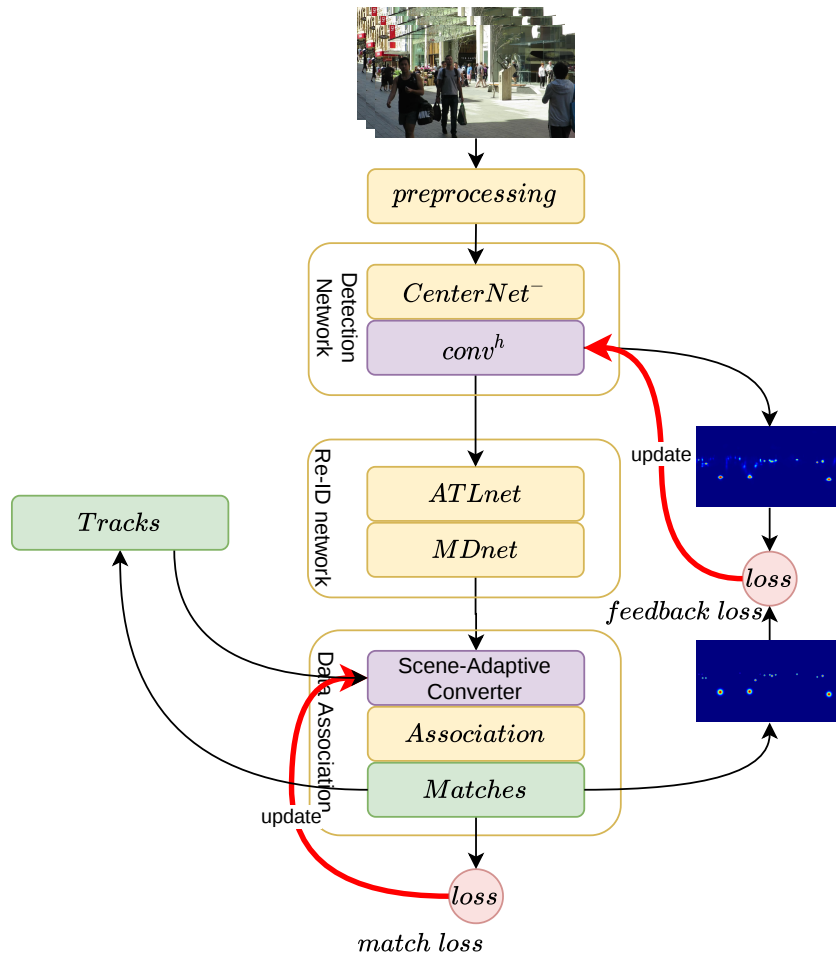 preprocessing
Detection
Network
CenterNet⁻
convʰ
update
Re-ID network
ATLnet
MDnet
Tracks
loss
feedback loss
Data Association
Scene-Adaptive
Converter
Association
Matches
update
loss
match loss